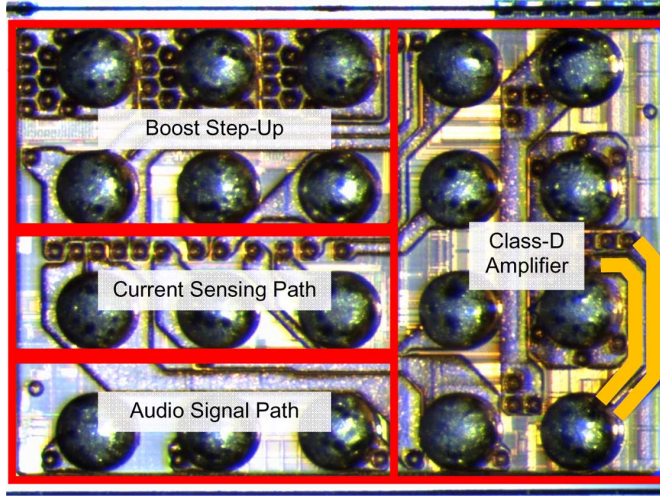 Boost Step-Up
Class-D
Amplifier
Current Sensing Path
Audio Signal Path